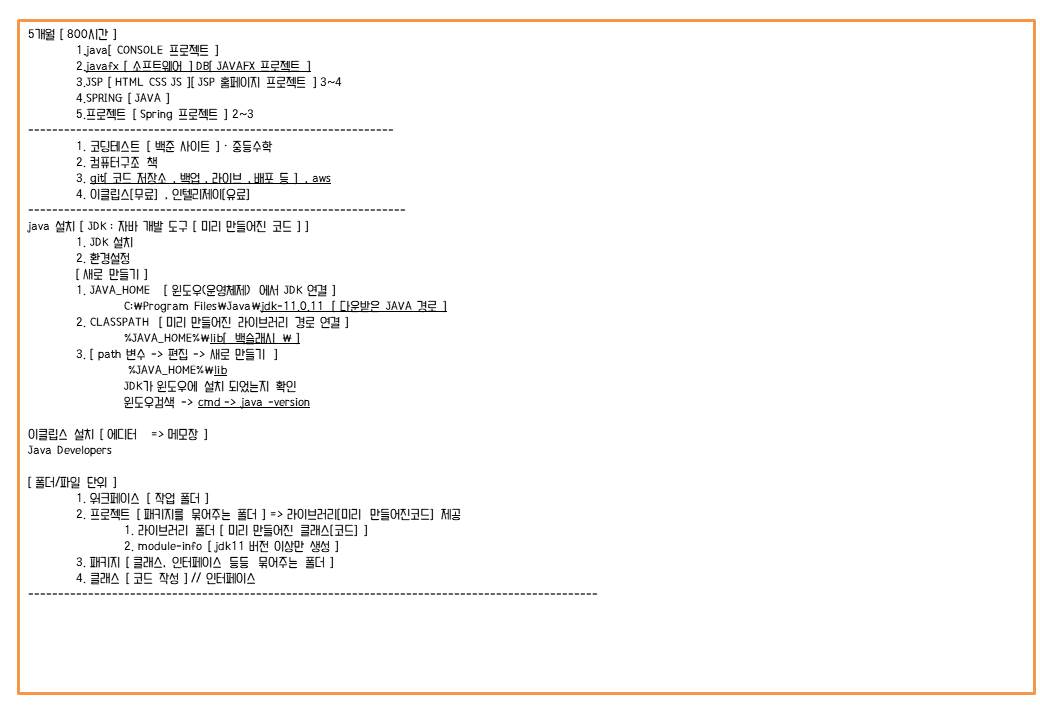 5개월 [ 800시간 ]
1.java[ CONSOLE 프로젝트 ]
2.javafx [ 소프트웨어 ] DB[ JAVAFX 프로젝트 ]
3.JSP [ HTML CSS JS ][ JSP 홈페이지 프로젝트 ] 3~4
4.SPRING [ JAVA ]
5.프로젝트 [ Spring 프로젝트 ] 2~3
-------------------------------------------------------------
1. 코딩테스트 [ 백준 사이트 ] · 중등수학
2. 컴퓨터구조 책
3. git[ 코드 저장소 , 백업 , 라이브 , 배포 등 ] , aws
4. 이클립스[무료] , 인텔리제이[유료]
---------------------------------------------------------------
java 설치 [ JDK : 자바 개발 도구 [ 미리 만들어진 코드 ] ]
1. JDK 설치
2. 환경설정
[ 새로 만들기 ]
1. JAVA_HOME [ 윈도우(운영체제) 에서 JDK 연결 ]
C:₩Program Files₩Java₩jdk-11.0.11 [ 다운받은 JAVA 경로 ]
2. CLASSPATH [ 미리 만들어진 라이브러리 경로 연결 ]
%JAVA_HOME%₩lib[ 백슬래시 ₩ ]
3. [ path 변수 -> 편집 -> 새로 만들기 ]
%JAVA_HOME%₩lib
JDK가 윈도우에 설치 되었는지 확인
윈도우검색 -> cmd -> java -version
이클립스 설치 [ 에디터 => 메모장 ]
Java Developers
[ 폴더/파일 단위 ]
1. 워크페이스 [ 작업 폴더 ]
2. 프로젝트 [ 패키지를 묶어주는 폴더 ] => 라이브러리[미리 만들어진코드] 제공
1. 라이브러리 폴더 [ 미리 만들어진 클래스[코드] ]
2. module-info [ jdk11 버전 이상만 생성 ]
3. 패키지 [ 클래스, 인터페이스 등등 묶어주는 폴더 ]
4. 클래스 [ 코드 작성 ] // 인터페이스
-----------------------------------------------------------------------------------------------